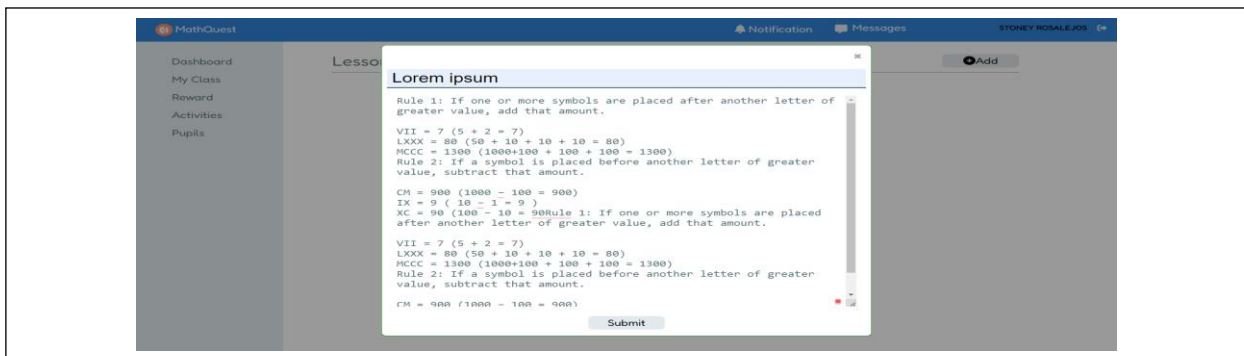 MathQuest
Notification
Messages
STONEY ROSALEJOS
Dashboard
My Class
Reward
Activities
Pupils
Lesso
Add
Lorem ipsum
Rule 1: If one or more symbols are placed after another letter of
greater value, add that amount.
VII = 7 (5 + 2 = 7)
LXXX = 80 (50 + 10 + 10 + 10 = 80)
MCCC = 1300 (1000+100 + 100 + 100 = 1300)
Rule 2: If a symbol is placed before another letter of greater
value, subtract that amount.
CM = 900 (1000 – 100 = 900)
IX = 9 ( 10 – 1 = 9 )
XC = 90 (100 – 10 = 90Rule 1: If one or more symbols are placed
after another letter of greater value, add that amount.
VII = 7 (5 + 2 = 7)
LXXX = 80 (50 + 10 + 10 + 10 = 80)
MCCC = 1300 (1000+100 + 100 + 100 = 1300)
Rule 2: If a symbol is placed before another letter of greater
value, subtract that amount.
CM = 900 (1000 – 100 = 900)
Submit